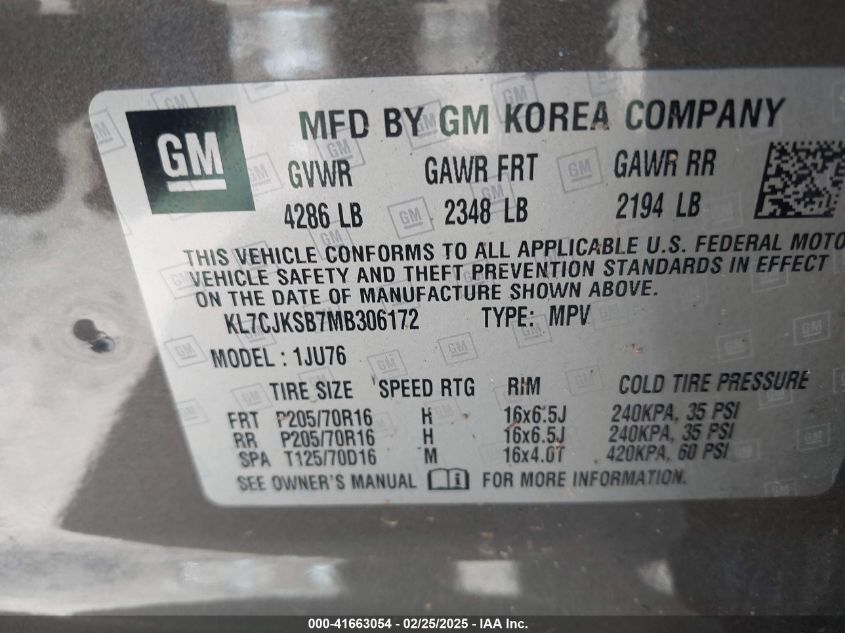 GM
MFD BY GM KOREA COMPANY
GVWR GAWR FRT GAWR RR
4286 LB 2348 LB 2194 LB
THIS VEHICLE CONFORMS TO ALL APPLICABLE U.S. FEDERAL MOTO
VEHICLE SAFETY AND THEFT PREVENTION STANDARDS IN EFFECT
ON THE DATE OF MANUFACTURE SHOWN ABOVE.
KL7CJKSB7MB306172 TYPE: MPV
MODEL: 1JU76
TIRE SIZE SPEED RTG RIM COLD TIRE PRESSURE
FRT P205/70R16 H 16x6.5J 240KPA, 35 PSI
RR P205/70R16 H 16x6.5J 240KPA, 35 PSI
SPA T125/70D16 M 16x4.0T 420KPA, 60 PSI
SEE OWNER'S MANUAL FOR MORE INFORMATION.
000-41663054 - 02/25/2025 - IAA Inc.